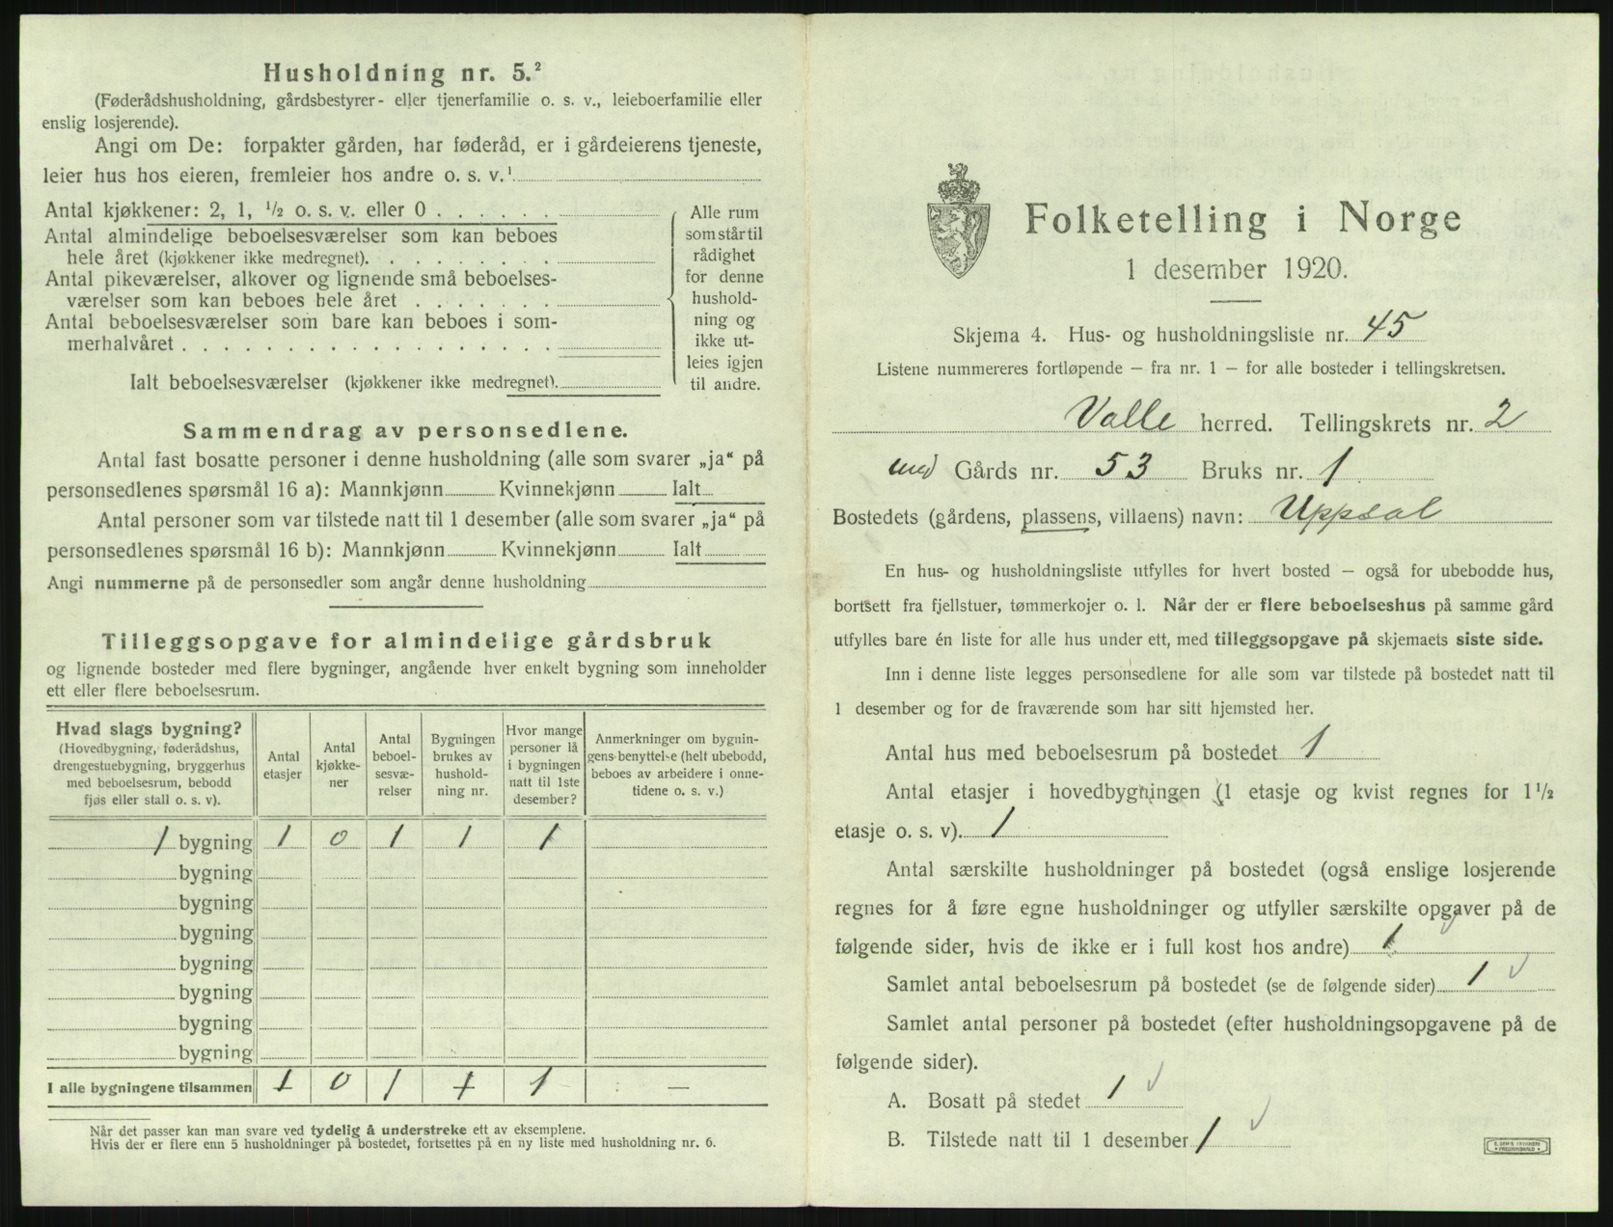 Husholdning nr. 5.²
(Føderådshusholdning, gårdsbestyrer- eller tjenerfamilie o. s. v., leieboerfamilie eller
enslig losjerende).
Angi om De: forpakter gården, har føderåd, er i gårdeierens tjeneste,
leier hus hos eieren, fremleier hos andre o. s. v.¹
Antal kjøkkener: 2, 1, ½ o. s. v. eller 0 . . . . . .
Antal almindelige beboelsesværelser som kan beboes
hele året (kjøkkener ikke medregnet). . . . . . . . .
Antal pikeværelser, alkover og lignende små beboelses-
værelser som kan beboes hele året . . . . . . .
Antal beboelsesværelser som bare kan beboes i som-
merhalvåret . . . . . . . . . . . . . . . . . .
Ialt beboelsesværelser (kjøkkener ikke medregnet).
Alle rum
som står til
rådighet
for denne
hushold-
ning og
ikke ut-
leies igjen
til andre.
Sammendrag av personsedlene.
Antal fast bosatte personer i denne husholdning (alle som svarer „ja“ på
personsedlenes spørsmål 16 a): Mannkjønn Kvinnekjønn Ialt
Antal personer som var tilstede natt til 1 desember (alle som svarer „ja“ på
personsedlenes spørsmål 16 b): Mannkjønn Kvinnekjønn Ialt
Angi nummerne på de personsedler som angår denne husholdning
Tilleggsopgave for almindelige gårdsbruk
og lignende bosteder med flere bygninger, angående hver enkelt bygning som inneholder
ett eller flere beboelsesrum.
Hvad slags bygning?
(Hovedbygning, føderådshus,
drengestuebygning, bryggerhus
med beboelsesrum, bebodd
fjøs eller stall o. s. v).
Antal
etasjer
Antal
kjøkke-
ner
Antal
beboel-
sesvæ-
relser
Bygningen
brukes av
hushold-
ning nr.
Hvor mange
personer lå
i bygningen
natt til 1ste
desember?
Anmerkninger om bygnin-
gens benyttelse (helt ubebodd,
beboes av arbeidere i onne-
tidene o. s. v.)
1 bygning 1 0 1 1 1
bygning
bygning
bygning
bygning
bygning
bygning
bygning
I alle bygningene tilsammen 1 0 1 1 1 —
Når det passer kan man svare ved tydelig å understreke ett av eksemplene.
Hvis der er flere enn 5 husholdninger på bostedet, fortsettes på en ny liste med husholdning nr. 6.
Folketelling i Norge
1 desember 1920.
Skjema 4. Hus- og husholdningsliste nr. 45
Listene nummereres fortløpende — fra nr. 1 — for alle bosteder i tellingskretsen.
Valle herred. Tellingskrets nr. 2
med Gårds nr. 53 Bruks nr. 1
Bostedets (gårdens, plassens, villaens) navn: Uppsal
En hus- og husholdningsliste utfylles for hvert bosted — også for ubebodde hus,
bortsett fra fjellstuer, tømmerkojer o. l. Når der er flere beboelseshus på samme gård
utfylles bare én liste for alle hus under ett, med tilleggsopgave på skjemaets siste side.
Inn i denne liste legges personsedlene for alle som var tilstede på bostedet natt til
1 desember og for de fraværende som har sitt hjemsted her.
Antal hus med beboelsesrum på bostedet 1
Antal etasjer i hovedbygningen (1 etasje og kvist regnes for 1½
etasje o. s. v). 1
Antal særskilte husholdninger på bostedet (også enslige losjerende
regnes for å føre egne husholdninger og utfyller særskilte opgaver på de
følgende sider, hvis de ikke er i full kost hos andre) 1
Samlet antal beboelsesrum på bostedet (se de følgende sider) 1 √
Samlet antal personer på bostedet (efter husholdningsopgavene på de
følgende sider).
A. Bosatt på stedet 1 √
B. Tilstede natt til 1 desember 1 √